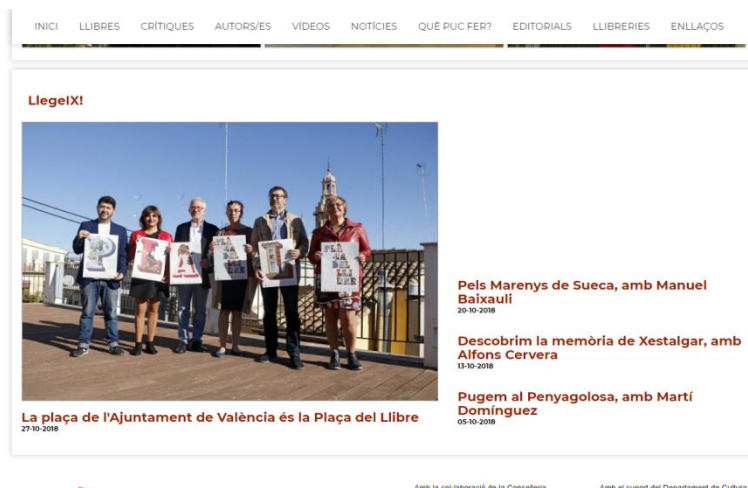 INICI LLIBRES CRÍTIQUES AUTORS/ES VÍDEOS NOTÍCIES QUÈ PUC FER? EDITORIALS LLIBRERIES ENLLAÇOS
LlegeIX!
PLAÇA DEL LLIBRE
La plaça de l'Ajuntament de València és la Plaça del Llibre
27-10-2018
Pels Marenys de Sueca, amb Manuel
Baixauli
20-10-2018
Descobrim la memòria de Xestalgar, amb
Alfons Cervera
13-10-2018
Pugem al Penyagolosa, amb Martí
Domínguez
05-10-2018
Amb la col·laboració de la Conselleria
Amb el suport del Departament de Cultura